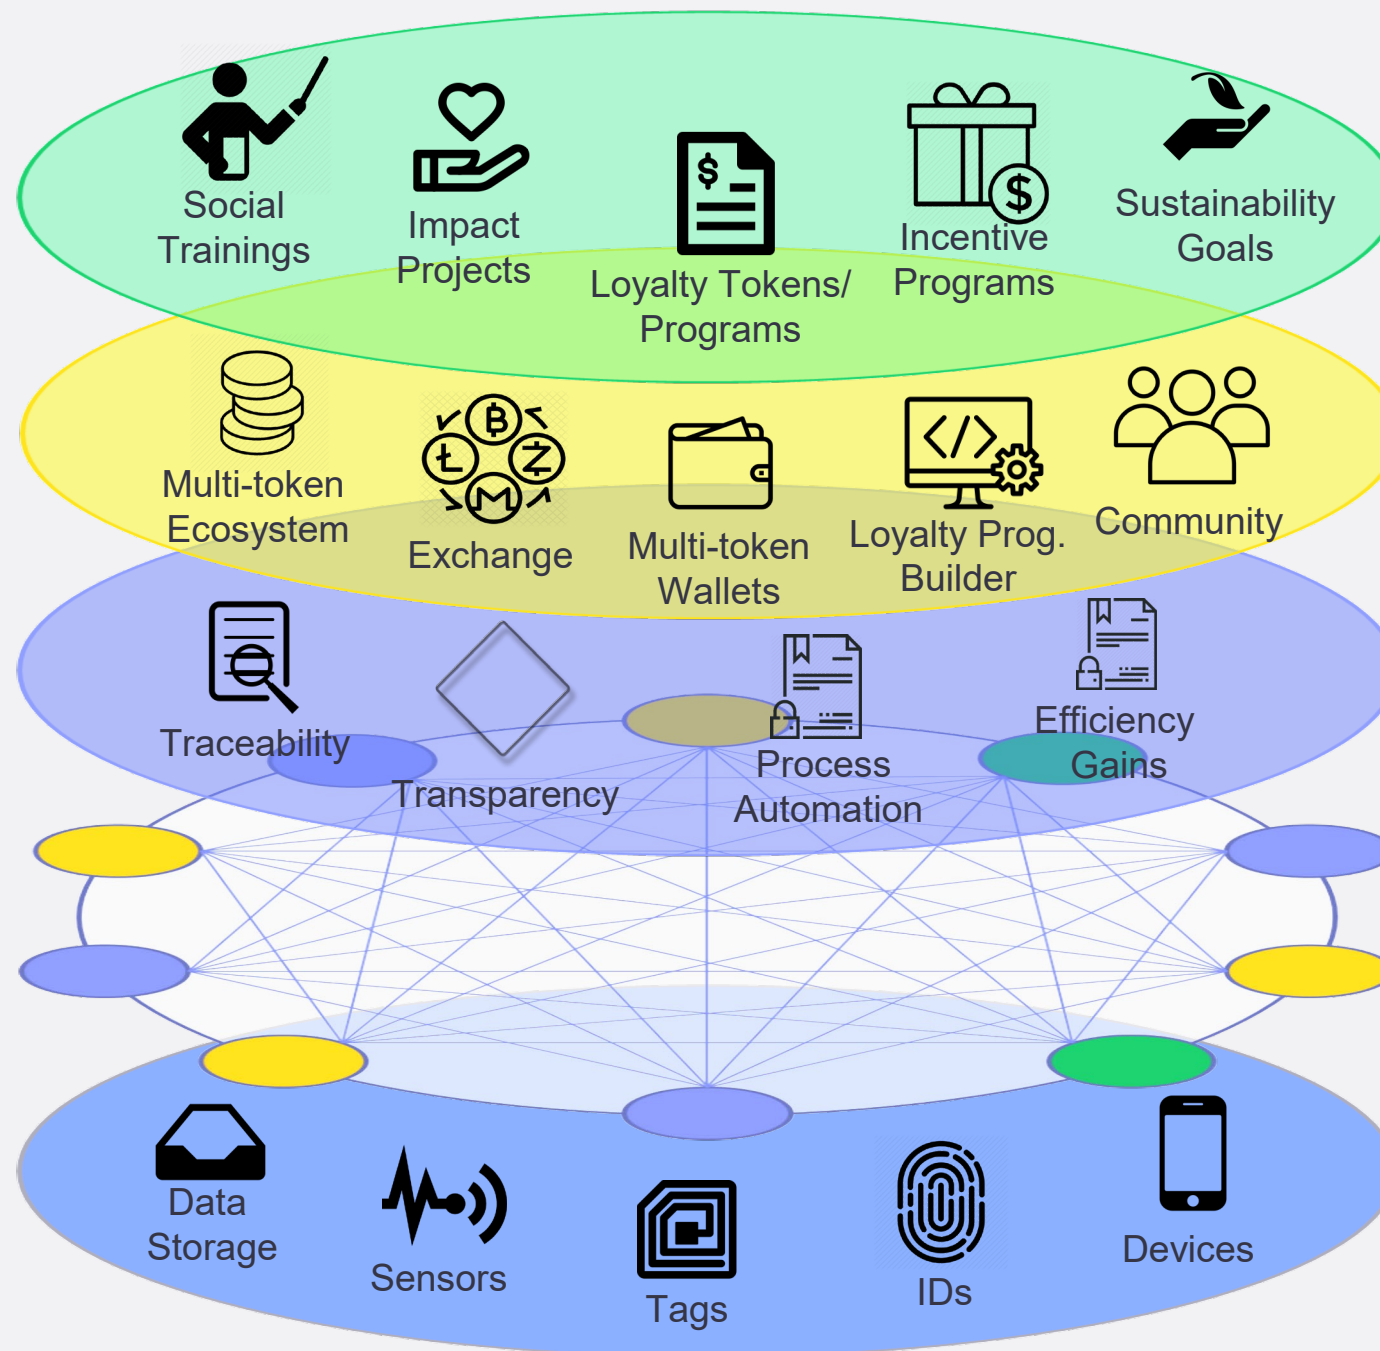 Social
Trainings
Impact
Projects
$
Loyalty Tokens/
Programs
$
Incentive
Programs
Sustainability
Goals
Multi-token
Ecosystem
Exchange
Multi-token
Wallets
</>
Loyalty Prog.
Builder
Community
Traceability
Transparency
Process
Automation
Efficiency
Gains
Data
Storage
Sensors
Tags
IDs
Devices